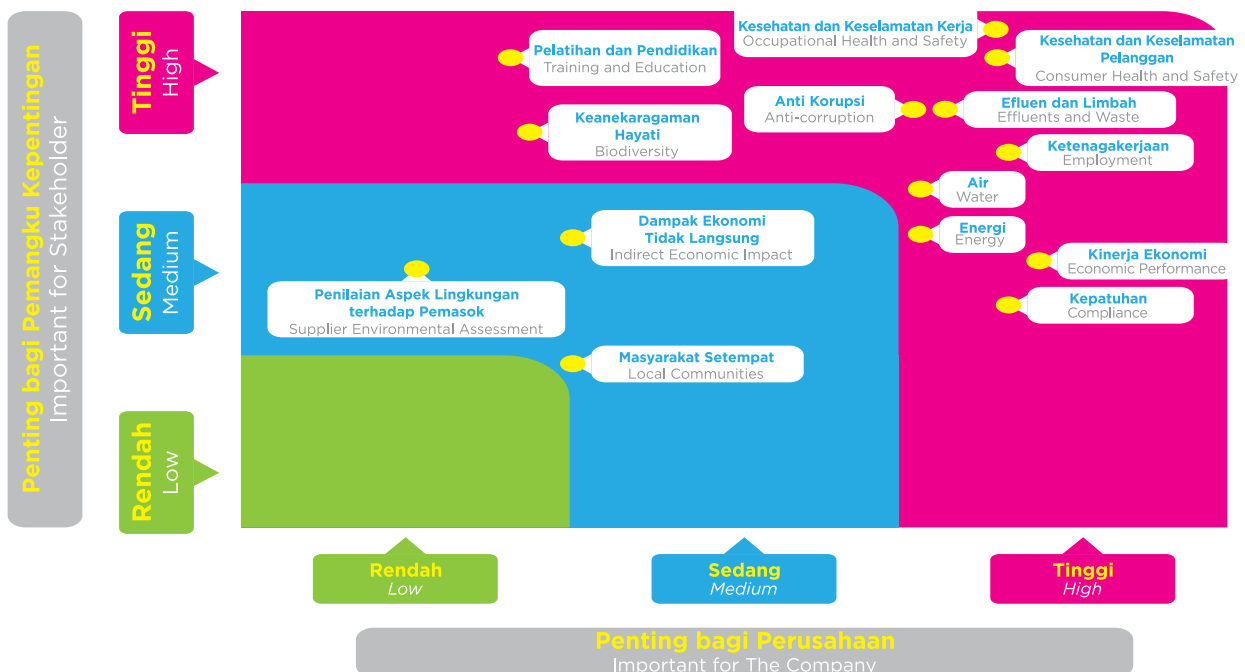 Penting bagi Pemangku Kepentingan
Important for Stakeholder
Tinggi
High
Sedang
Medium
Rendah
Low
Kesehatan dan Keselamatan Kerja
Occupational Health and Safety
Pelatihan dan Pendidikan
Training and Education
Kesehatan dan Keselamatan
Pelanggan
Consumer Health and Safety
Anti Korupsi
Anti-corruption
Efluen dan Limbah
Effluents and Waste
Keanekaragaman
Hayati
Biodiversity
Ketenagakerjaan
Employment
Air
Water
Dampak Ekonomi
Tidak Langsung
Indirect Economic Impact
Energi
Energy
Kinerja Ekonomi
Economic Performance
Penilaian Aspek Lingkungan
terhadap Pemasok
Supplier Environmental Assessment
Kepatuhan
Compliance
Masyarakat Setempat
Local Communities
Rendah
Low
Sedang
Medium
Tinggi
High
Penting bagi Perusahaan
Important for The Company